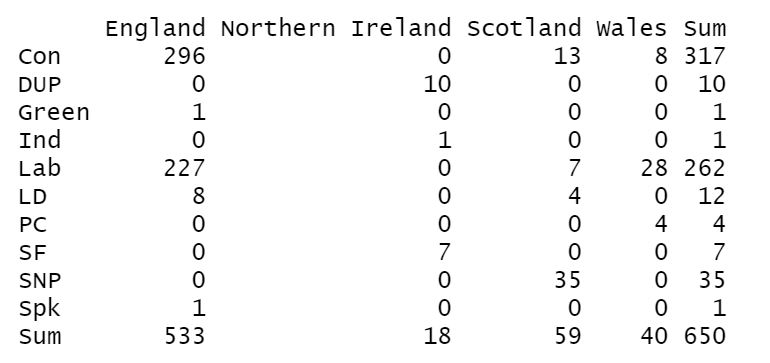 England Northern Ireland Scotland Wales Sum
Con 296 0 13 8 317
DUP 0 10 0 0 10
Green 1 0 0 0 1
Ind 0 1 0 0 1
Lab 227 0 7 28 262
LD 8 0 4 0 12
PC 0 0 0 4 4
SF 0 7 0 0 7
SNP 0 0 35 0 35
Spk 1 0 0 0 1
Sum 533 18 59 40 650